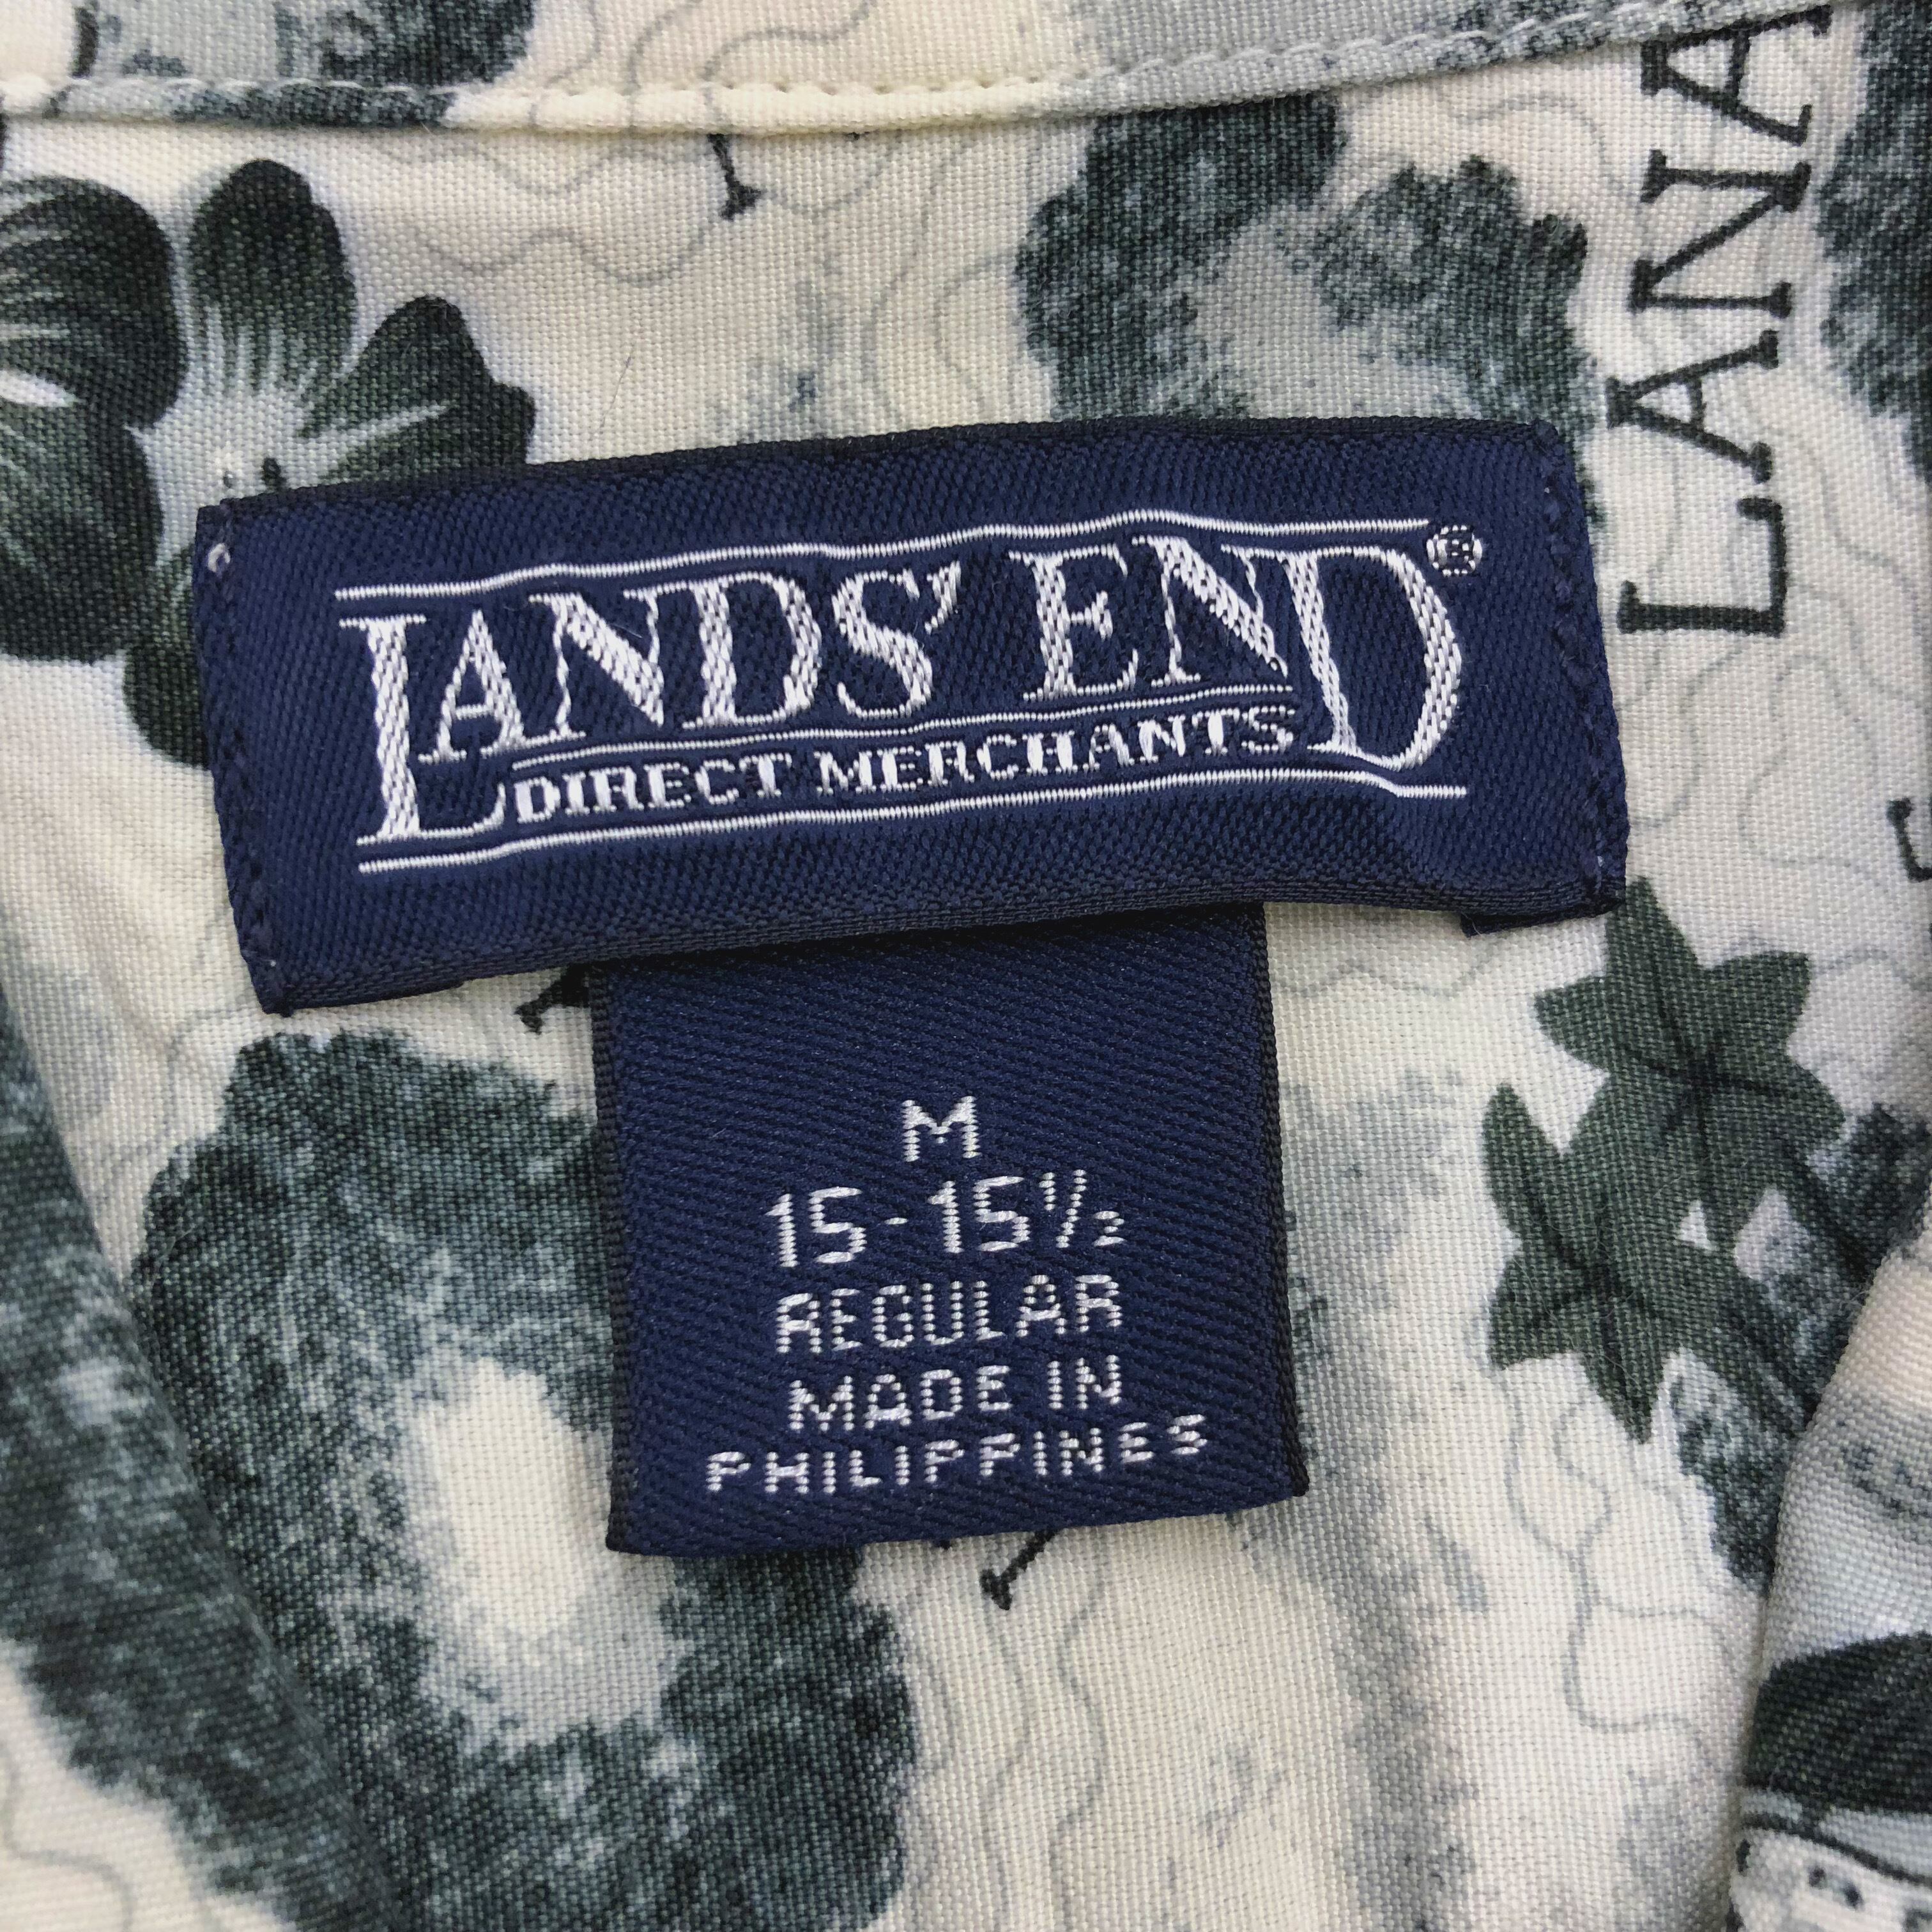 LANA
LANDS' END®
DIRECT MERCHANTS
M
15-15½
REGULAR
MADE IN
PHILIPPINES